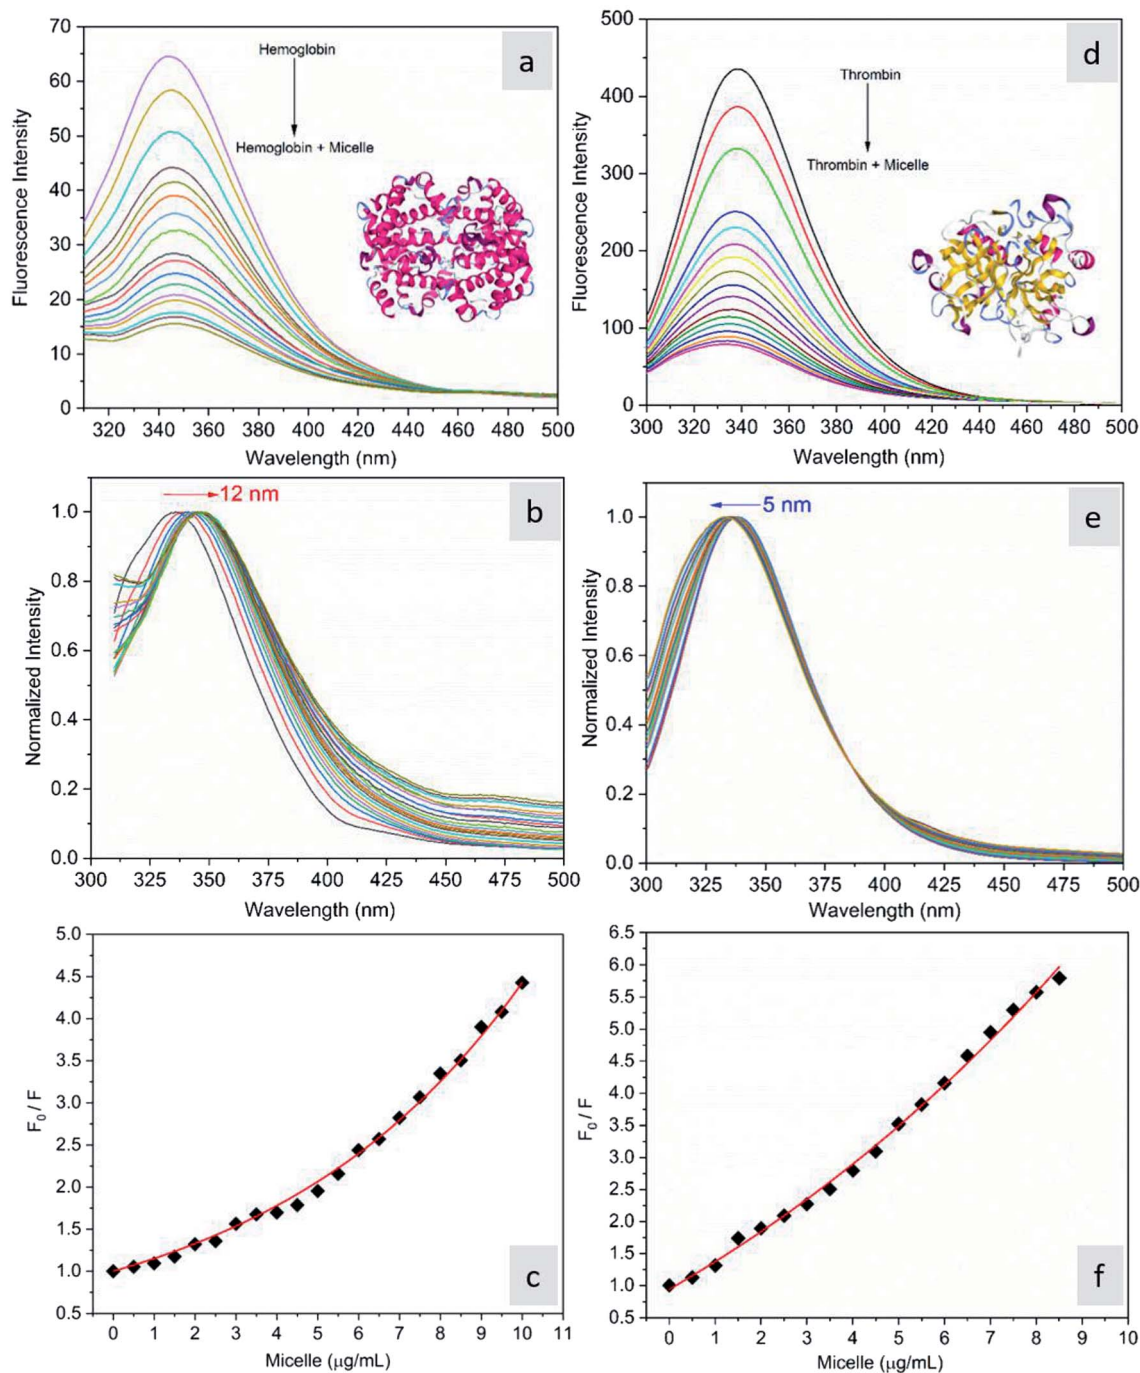 70
60
50
40
30
20
10
0
Fluorescence Intensity
Hemoglobin
Hemoglobin + Micelle
a
320 340 360 380 400 420 440 460 480 500
Wavelength (nm)
500
400
300
200
100
0
Fluorescence Intensity
Thrombin
Thrombin + Micelle
d
300 320 340 360 380 400 420 440 460 480 500
Wavelength (nm)
12 nm
b
1.0
0.8
0.6
0.4
0.2
0.0
Normalized Intensity
300 325 350 375 400 425 450 475 500
Wavelength (nm)
5 nm
e
1.0
0.8
0.6
0.4
0.2
0.0
Normalized Intensity
300 325 350 375 400 425 450 475 500
Wavelength (nm)
5.0
4.5
4.0
3.5
3.0
2.5
2.0
1.5
1.0
0.5
F0 / F
c
0 1 2 3 4 5 6 7 8 9 10 11
Micelle (μg/mL)
6.5
6.0
5.5
5.0
4.5
4.0
3.5
3.0
2.5
2.0
1.5
1.0
0.5
F0 / F
f
0 1 2 3 4 5 6 7 8 9 10
Micelle (μg/mL)